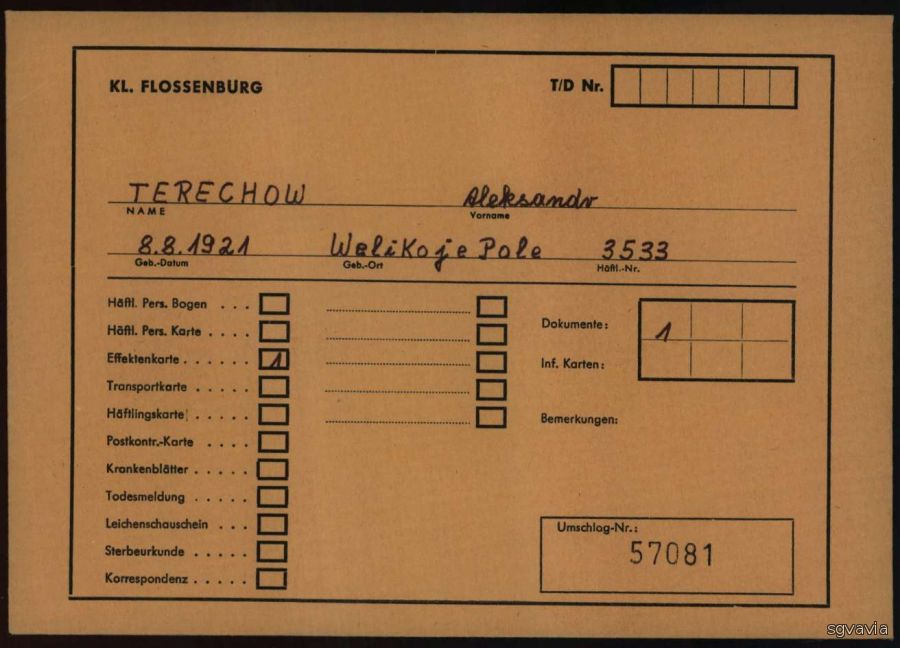 KL. FLOSSENBÜRG T/D Nr.
TERECHOW Aleksandr
NAME Vorname
8.8.1921 Welikoje Pole 3533
Geb.-Datum Geb.-Ort Häftl.-Nr.
Häftl. Pers. Bogen . . .
Häftl. Pers. Karte . . . .
Effektenkarte . . . . . . 1
Transportkarte . . . . .
Häftlingskarte . . . . .
Postkontr.-Karte . . . .
Krankenblätter . . . . .
Todesmeldung . . . . .
Leichenschauschein . . .
Sterbeurkunde . . . . .
Korrespondenz . . . . .
Dokumente: 1
Inf. Karten:
Bemerkungen:
Umschlag-Nr.:
57081
sgvavia